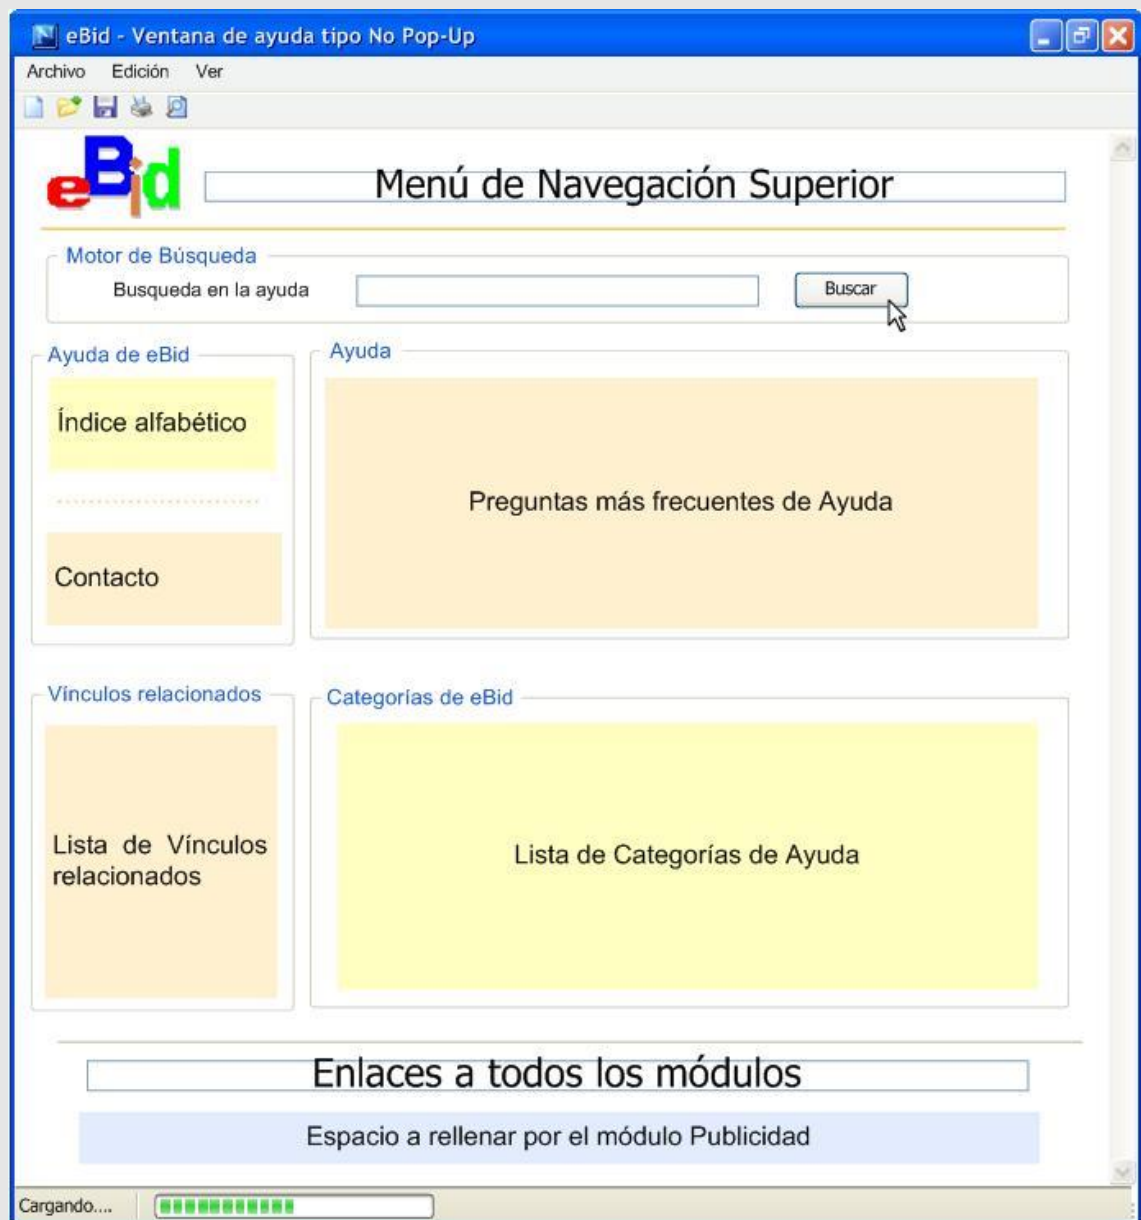 eBid - Ventana de ayuda tipo No Pop-Up
Archivo Edición Ver
eBid
Menú de Navegación Superior
Motor de Búsqueda
Busqueda en la ayuda
Buscar
Ayuda de eBid
Índice alfabético
Contacto
Ayuda
Preguntas más frecuentes de Ayuda
Vínculos relacionados
Lista de Vínculos
relacionados
Categorías de eBid
Lista de Categorías de Ayuda
Enlaces a todos los módulos
Espacio a rellenar por el módulo Publicidad
Cargando....